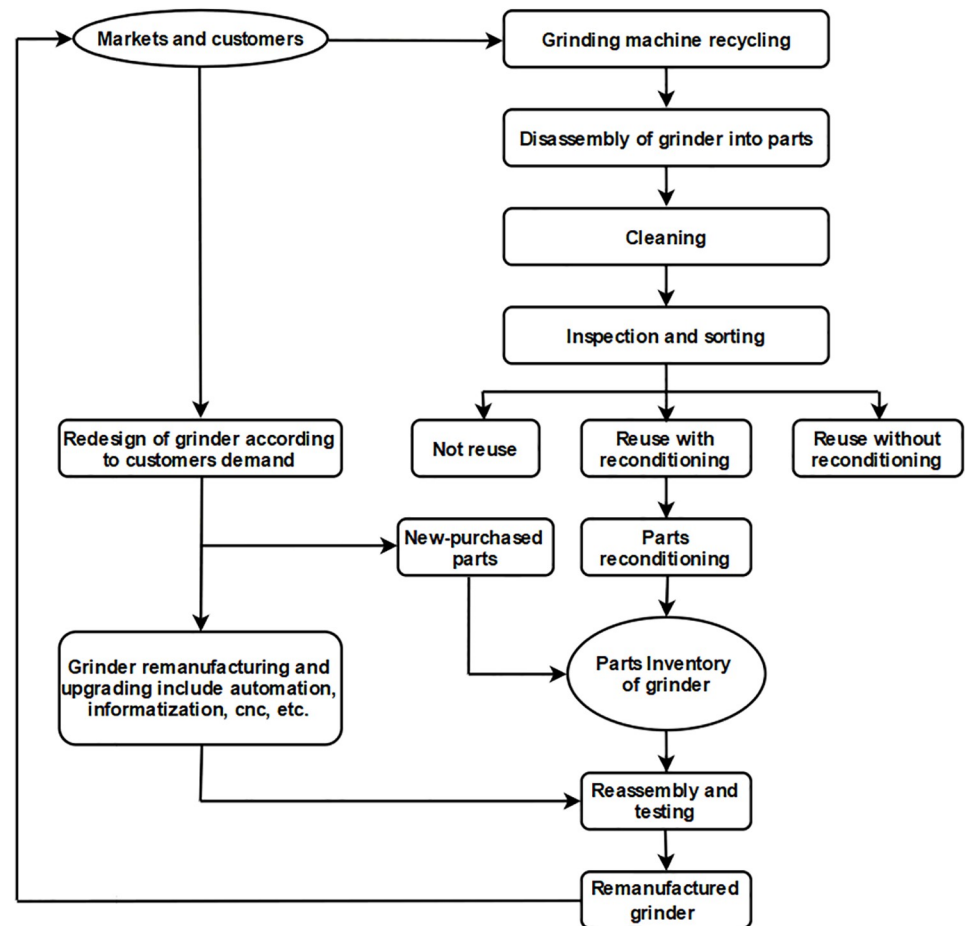 Markets and customers
Grinding machine recycling
Disassembly of grinder into parts
Cleaning
Inspection and sorting
Redesign of grinder according
to customers demand
Not reuse
Reuse with
reconditioning
Reuse without
reconditioning
New-purchased
parts
Parts
reconditioning
Grinder remanufacturing and
upgrading include automation,
informatization, cnc, etc.
Parts Inventory
of grinder
Reassembly and
testing
Remanufactured
grinder